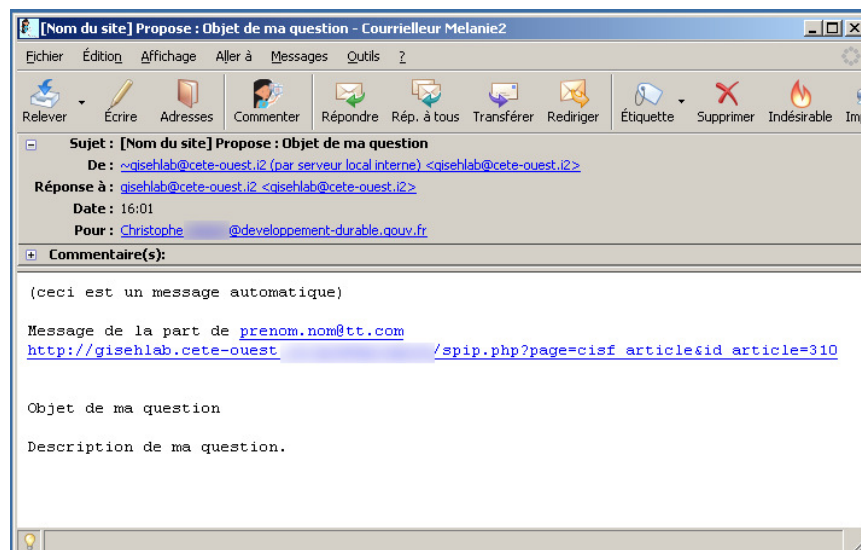 [Nom du site] Propose : Objet de ma question - Courrielleur Melanie2
Fichier Édition Affichage Aller à Messages Outils ?
Relever Écrire Adresses Commenter Répondre Rép. à tous Transférer Rediriger Étiquette Supprimer Indésirable
Sujet : [Nom du site] Propose : Objet de ma question
De : ~gisehlab@cete-ouest.i2 (par serveur local interne) <gisehlab@cete-ouest.i2>
Réponse à : gisehlab@cete-ouest.i2 <gisehlab@cete-ouest.i2>
Date : 16:01
Pour : Christophe @developpement-durable.gouv.fr
Commentaire(s):
(ceci est un message automatique)
Message de la part de prenom.nom@tt.com
http://gisehlab.cete-ouest /spip.php?page=cisf_article&id_article=310
Objet de ma question
Description de ma question.